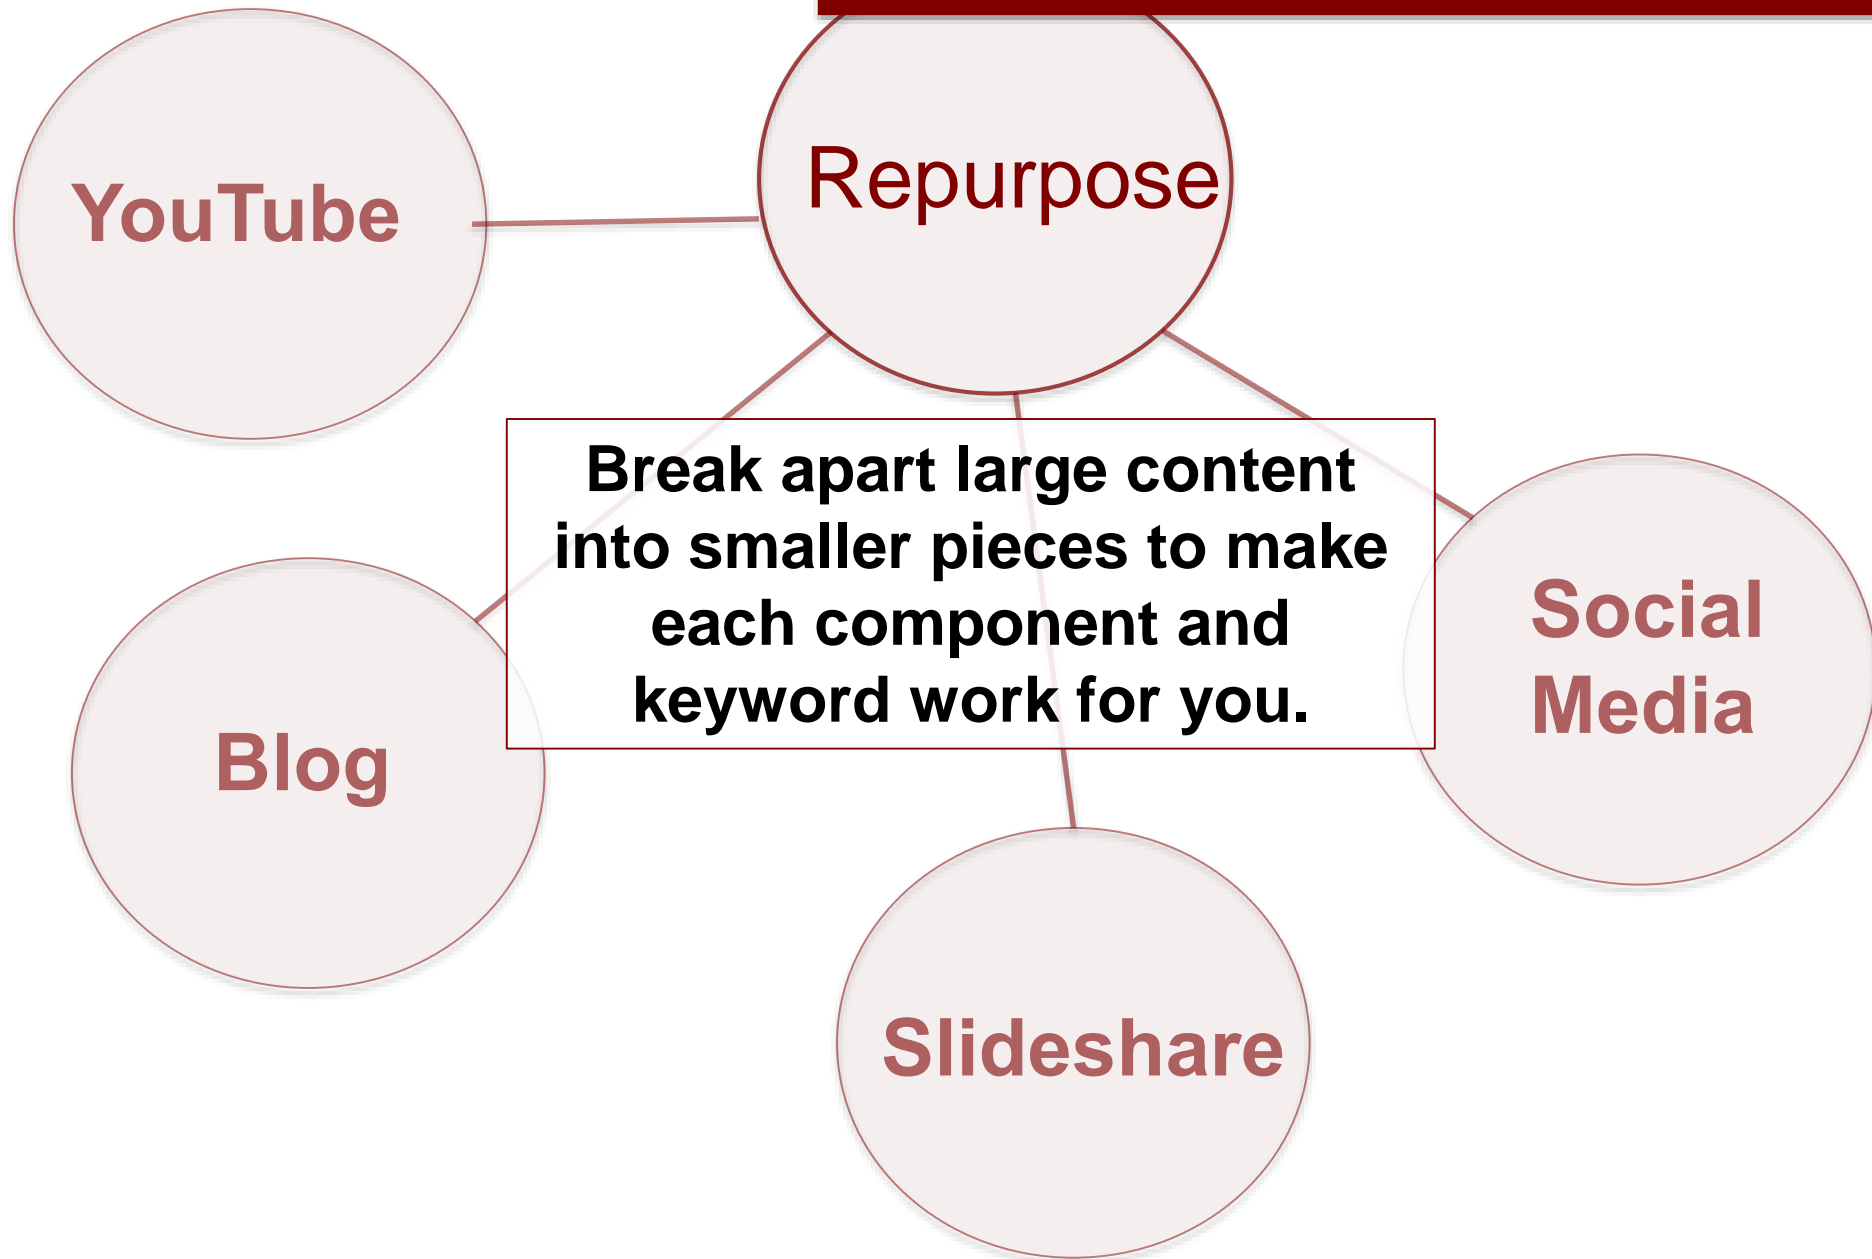 Repurpose
YouTube
Break apart large content
into smaller pieces to make
each component and
keyword work for you.
Social
Media
Blog
Slideshare